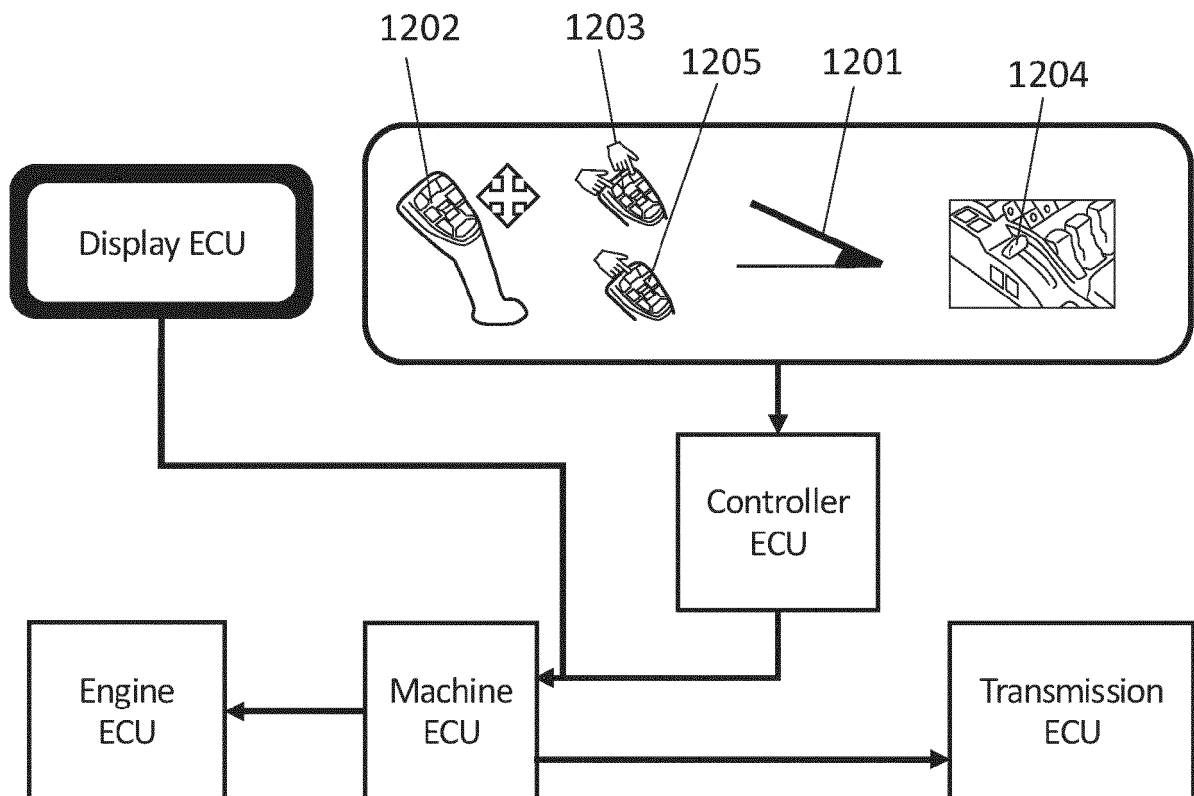 1202
1203
1205
1201
1204
Display ECU
Controller
ECU
Engine
ECU
Machine
ECU
Transmission
ECU